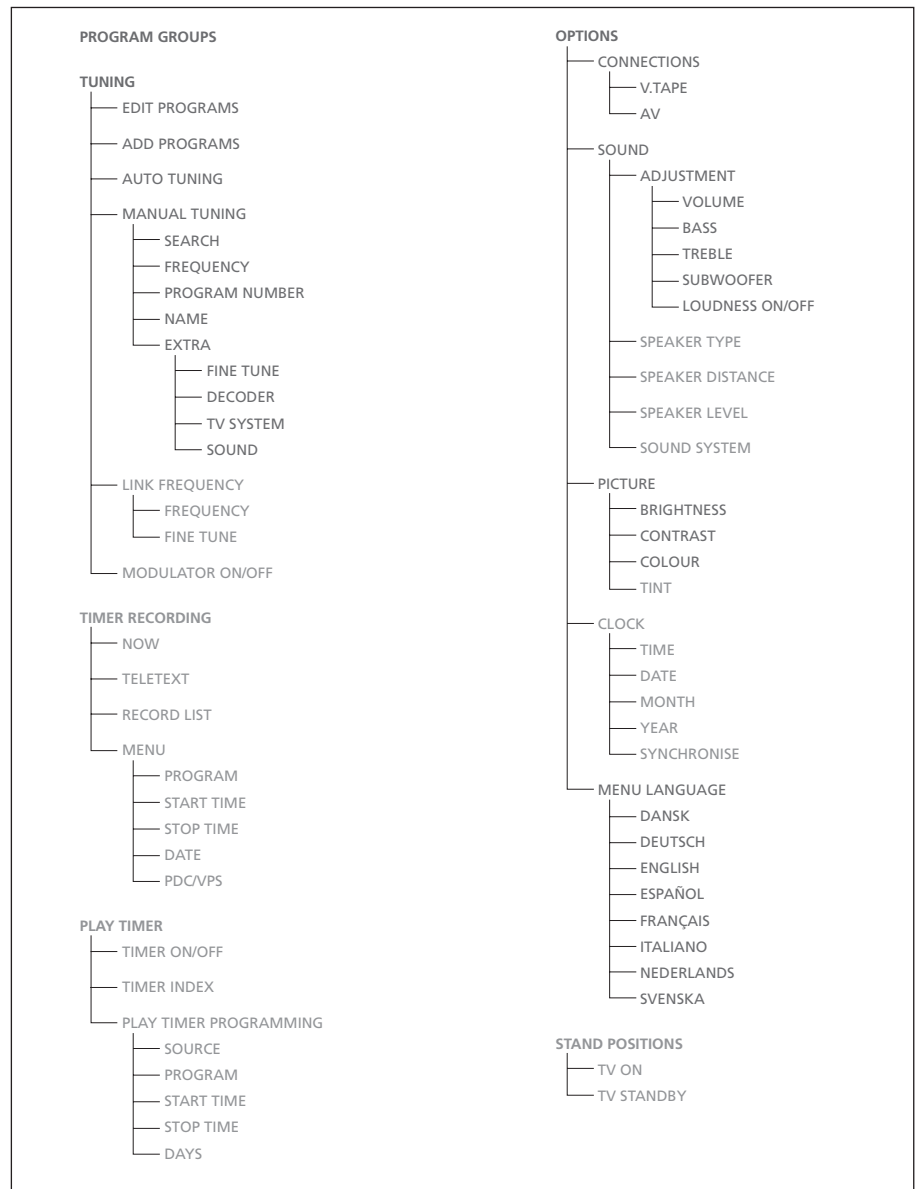 PROGRAM GROUPS
TUNING
EDIT PROGRAMS
ADD PROGRAMS
AUTO TUNING
MANUAL TUNING
SEARCH
FREQUENCY
PROGRAM NUMBER
NAME
EXTRA
FINE TUNE
DECODER
TV SYSTEM
SOUND
LINK FREQUENCY
FREQUENCY
FINE TUNE
MODULATOR ON/OFF
TIMER RECORDING
NOW
TELETEXT
RECORD LIST
MENU
PROGRAM
START TIME
STOP TIME
DATE
PDC/VPS
PLAY TIMER
TIMER ON/OFF
TIMER INDEX
PLAY TIMER PROGRAMMING
SOURCE
PROGRAM
START TIME
STOP TIME
DAYS
OPTIONS
CONNECTIONS
V.TAPE
AV
SOUND
ADJUSTMENT
VOLUME
BASS
TREBLE
SUBWOOFER
LOUDNESS ON/OFF
SPEAKER TYPE
SPEAKER DISTANCE
SPEAKER LEVEL
SOUND SYSTEM
PICTURE
BRIGHTNESS
CONTRAST
COLOUR
TINT
CLOCK
TIME
DATE
MONTH
YEAR
SYNCHRONISE
MENU LANGUAGE
DANSK
DEUTSCH
ENGLISH
ESPAÑOL
FRANÇAIS
ITALIANO
NEDERLANDS
SVENSKA
STAND POSITIONS
TV ON
TV STANDBY